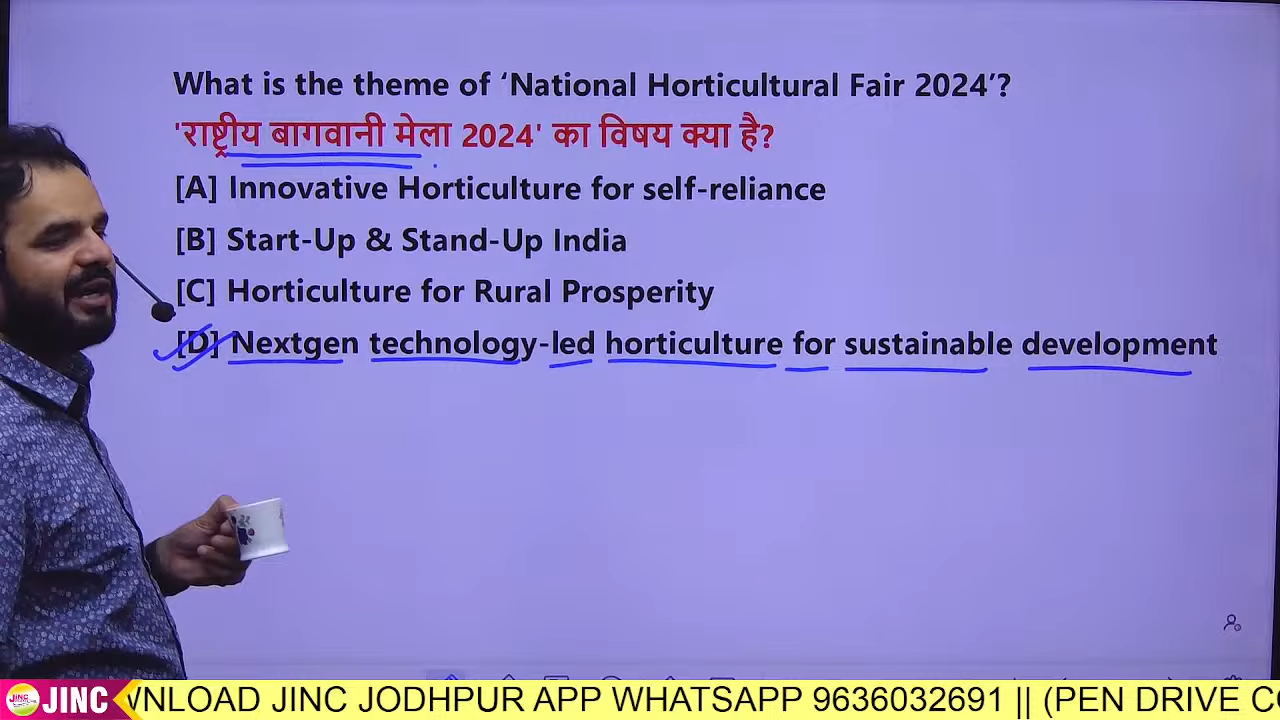 What is the theme of ‘National Horticultural Fair 2024’?
'राष्ट्रीय बागवानी मेला 2024' का विषय क्या है?
[A] Innovative Horticulture for self-reliance
[B] Start-Up & Stand-Up India
[C] Horticulture for Rural Prosperity
[D] Nextgen technology-led horticulture for sustainable development
JINC JINC WNLOAD JINC JODHPUR APP WHATSAPP 9636032691 || (PEN DRIVE CO